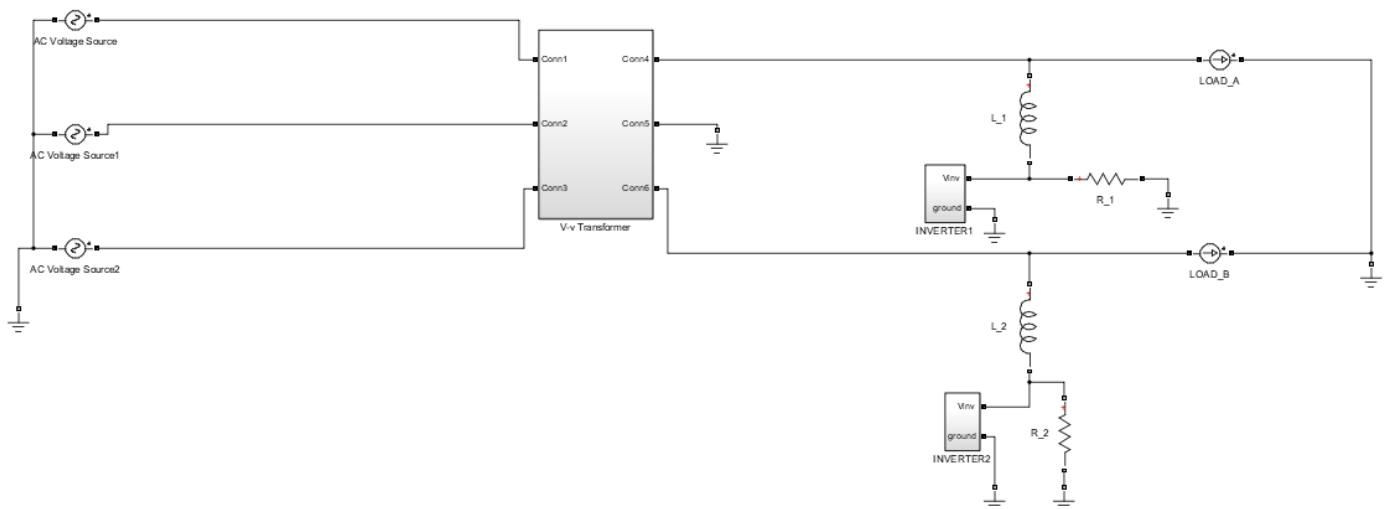 AC Voltage Source
AC Voltage Source1
AC Voltage Source2
Conn1
Conn2
Conn3
Conn4
Conn5
Conn6
V-v Transformer
LOAD_A
L_1
Vinv
ground
INVERTER1
R_1
LOAD_B
L_2
Vinv
ground
INVERTER2
R_2